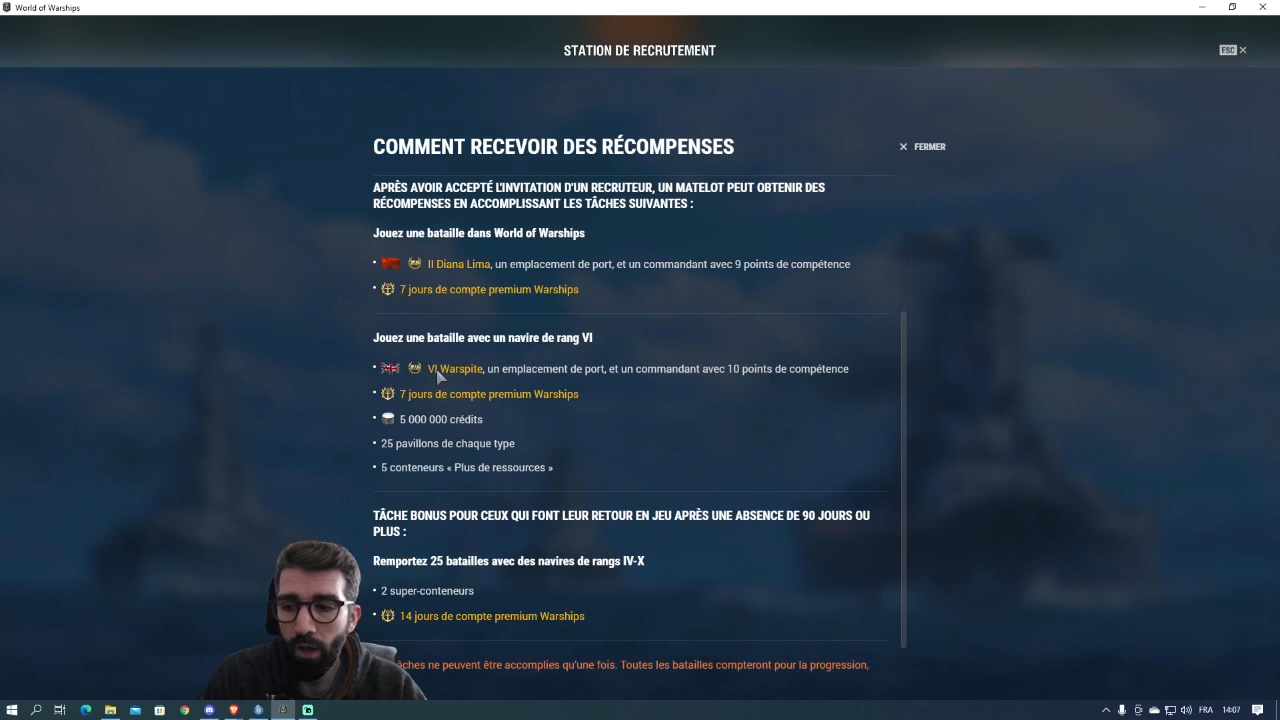 World of Warships
STATION DE RECRUTEMENT
ESC ×
COMMENT RECEVOIR DES RÉCOMPENSES
× FERMER
APRÈS AVOIR ACCEPTÉ L'INVITATION D'UN RECRUTEUR, UN MATELOT PEUT OBTENIR DES
RÉCOMPENSES EN ACCOMPLISSANT LES TÂCHES SUIVANTES :
Jouez une bataille dans World of Warships
• II Diana Lima, un emplacement de port, et un commandant avec 9 points de compétence
• 7 jours de compte premium Warships
Jouez une bataille avec un navire de rang VI
• VI Warspite, un emplacement de port, et un commandant avec 10 points de compétence
• 7 jours de compte premium Warships
• 5 000 000 crédits
• 25 pavillons de chaque type
• 5 conteneurs « Plus de ressources »
TÂCHE BONUS POUR CEUX QUI FONT LEUR RETOUR EN JEU APRÈS UNE ABSENCE DE 90 JOURS OU
PLUS :
Remportez 25 batailles avec des navires de rangs IV-X
• 2 super-conteneurs
• 14 jours de compte premium Warships
ne peuvent être accomplies qu'une fois. Toutes les batailles compteront pour la progression,
FRA 14:07